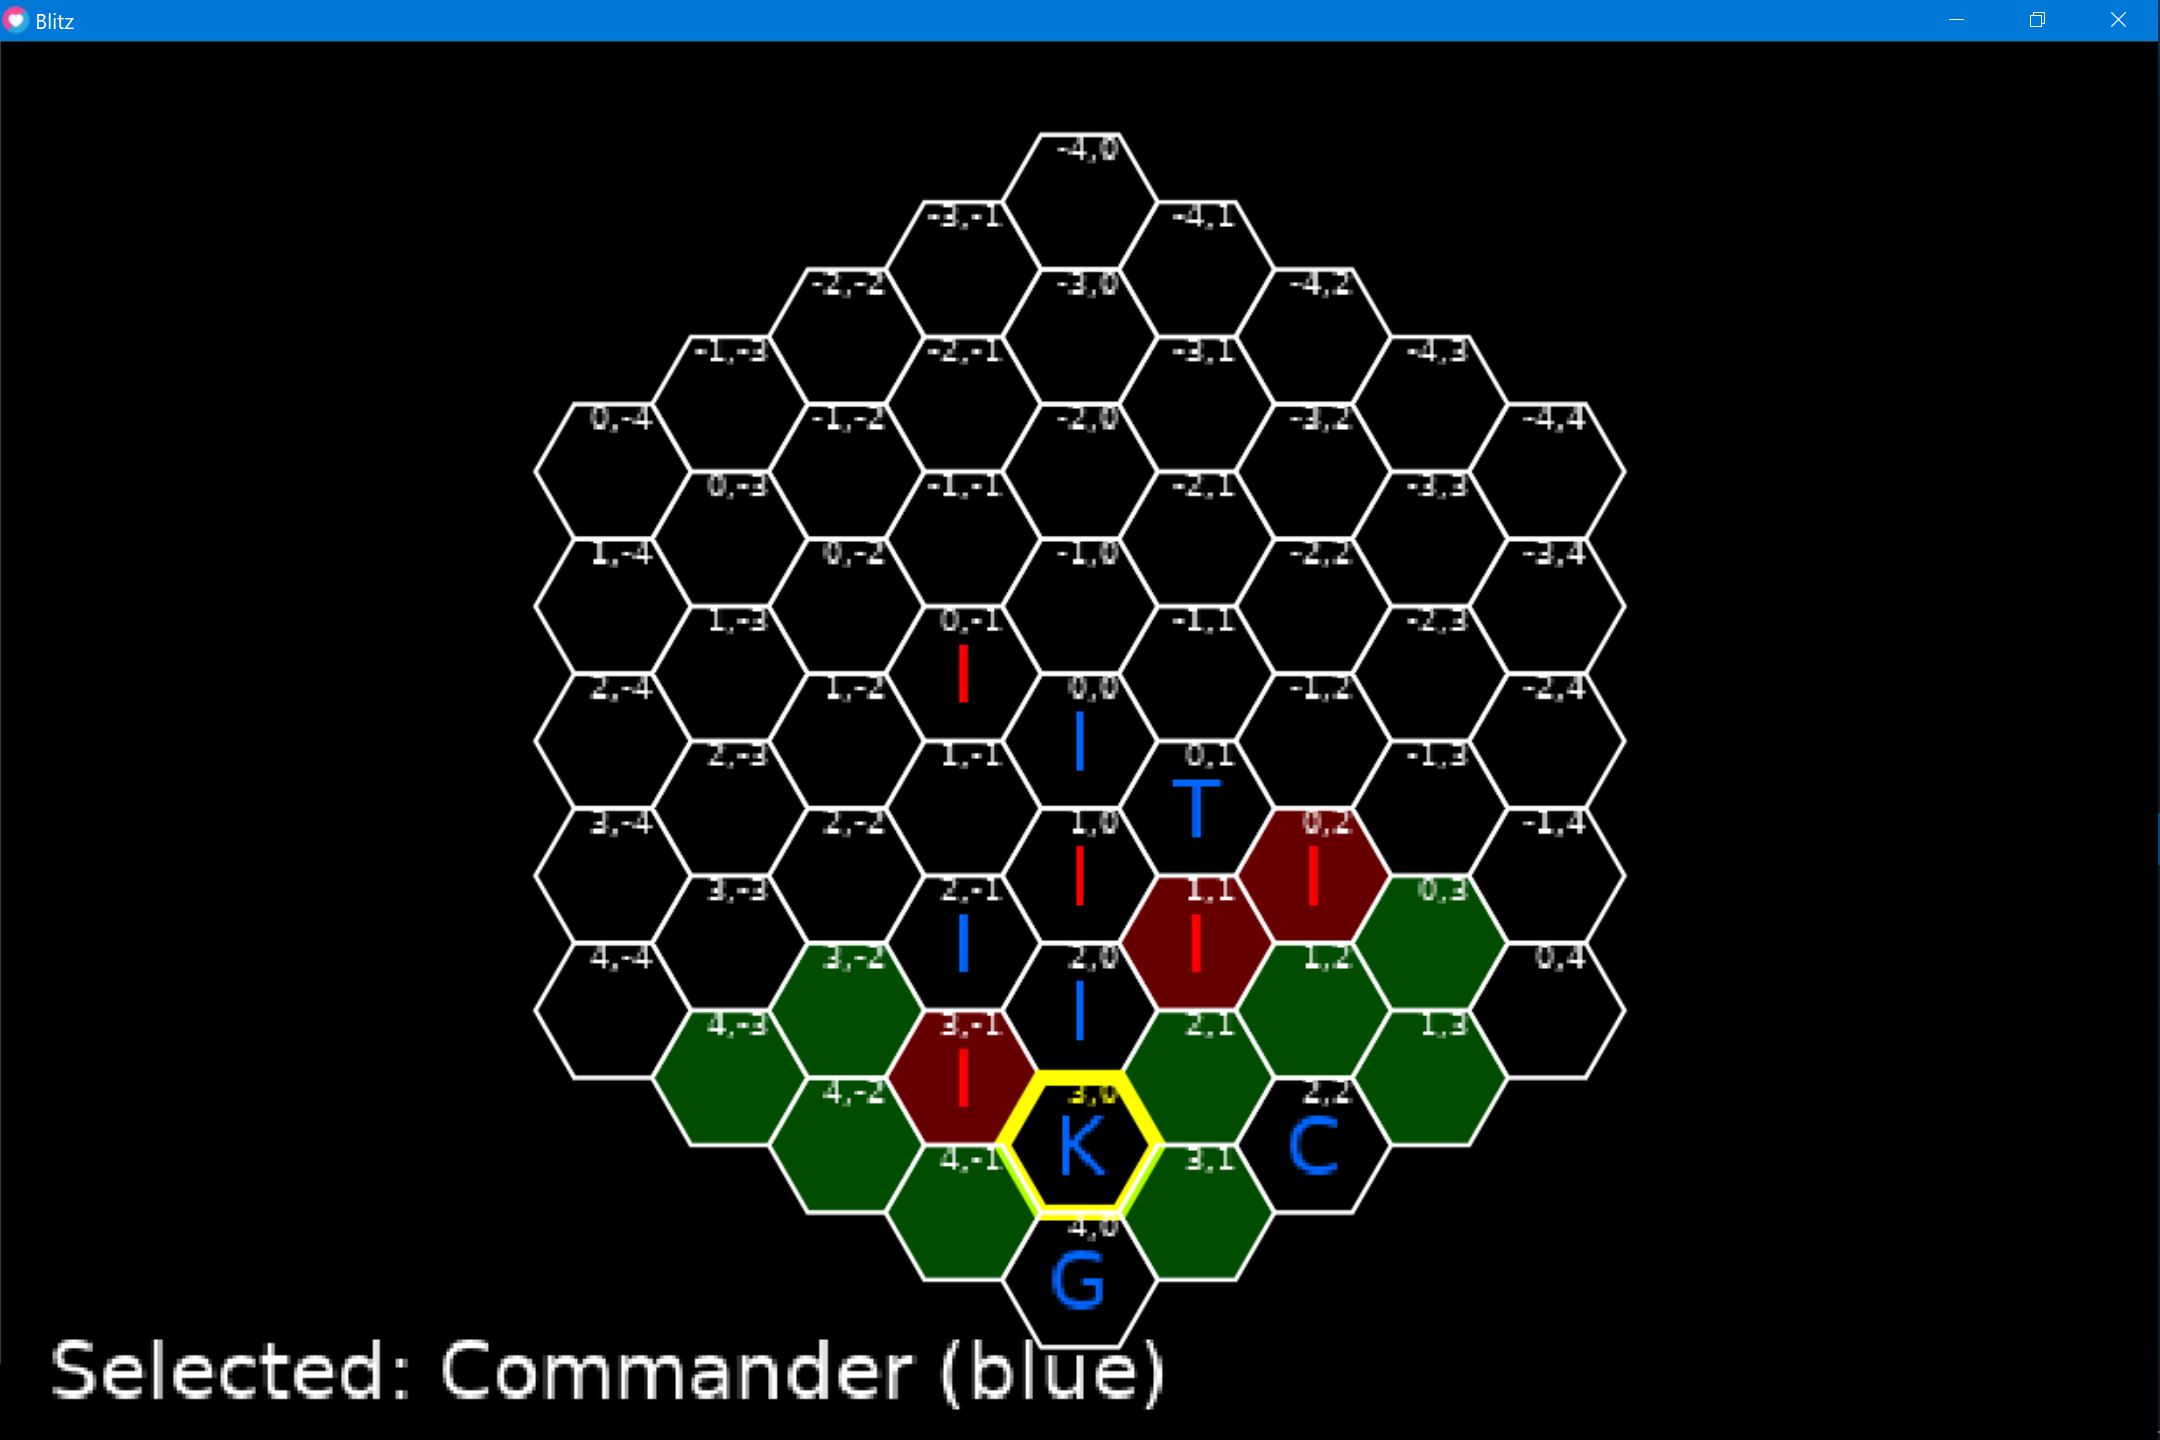 Blitz
-4,0
-3,-1 -4,1
-2,-2 -3,0 -4,2
-1,-3 -2,-1 -3,1 -4,3
0,-4 -1,-2 -2,0 -3,2 -4,4
0,-3 -1,-1 -2,1 -3,3
1,-4 0,-2 -1,0 -2,2 -3,4
1,-3 0,-1 -1,1 -2,3
I
2,-4 1,-2 0,0 -1,2 -2,4
I
2,-3 1,-1 0,1 -1,3
T
3,-4 2,-2 1,0 0,2 -1,4
I I
3,-3 2,-1 1,1 0,3
I I
4,-4 3,-2 2,0 1,2 0,4
I
4,-3 3,-1 2,1 1,3
I
4,-2 3,0 2,2
K C
4,-1 3,1
4,0
G
Selected: Commander (blue)